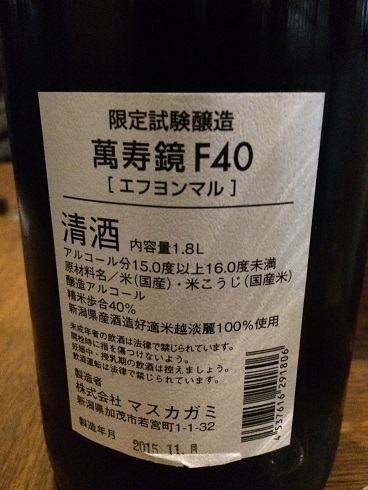 限定試験醸造
萬寿鏡 F40
[ エフヨンマル ]
清酒 内容量1.8L
アルコール分15.0度以上16.0度未満
原材料名／米(国産)・米こうじ(国産米)
醸造アルコール
精米歩合40%
新潟県産酒造好適米越淡麗100%使用
未成年者の飲酒は法律で禁じられています。
開栓時に指を傷つけないよう。
妊娠中・授乳期の飲酒は控えましょう。
飲酒運転は法律で禁じられています。
製造者
株式会社 マスカガミ
新潟県加茂市若宮町1-1-32
製造年月 2015 11. 月
4 537616 291806